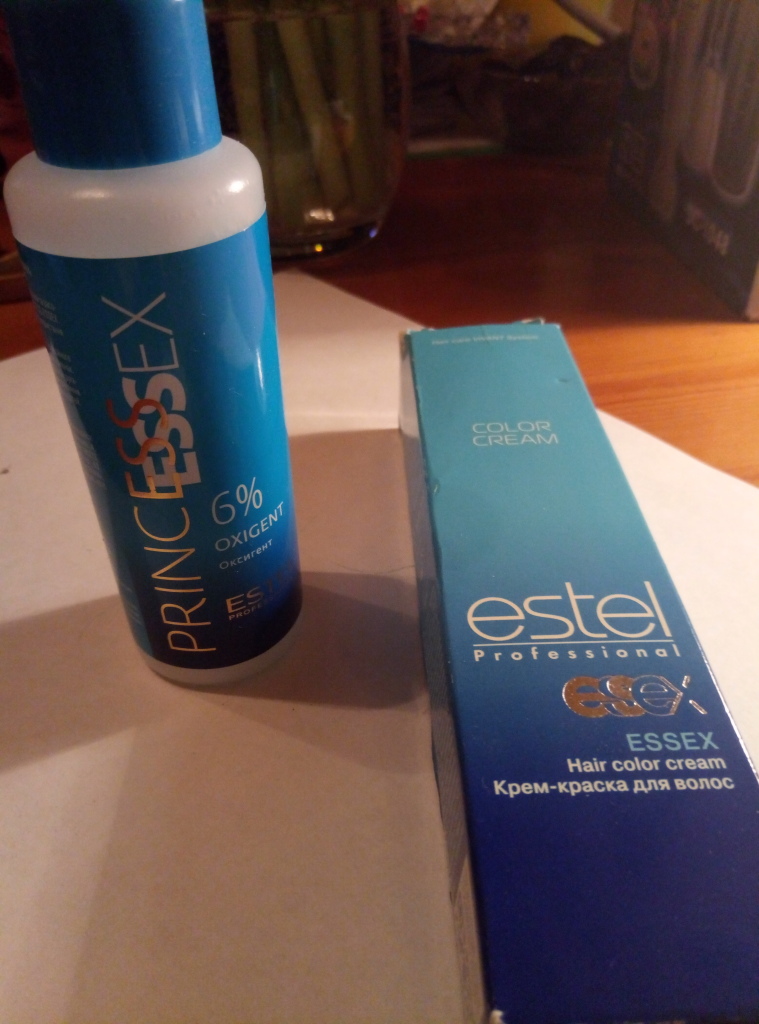 PRINCESS
ESSEX
6%
OXIGENT
Оксигент
COLOR
CREAM
estel
Professional
essex
ESSEX
Hair color cream
Крем-краска для волос